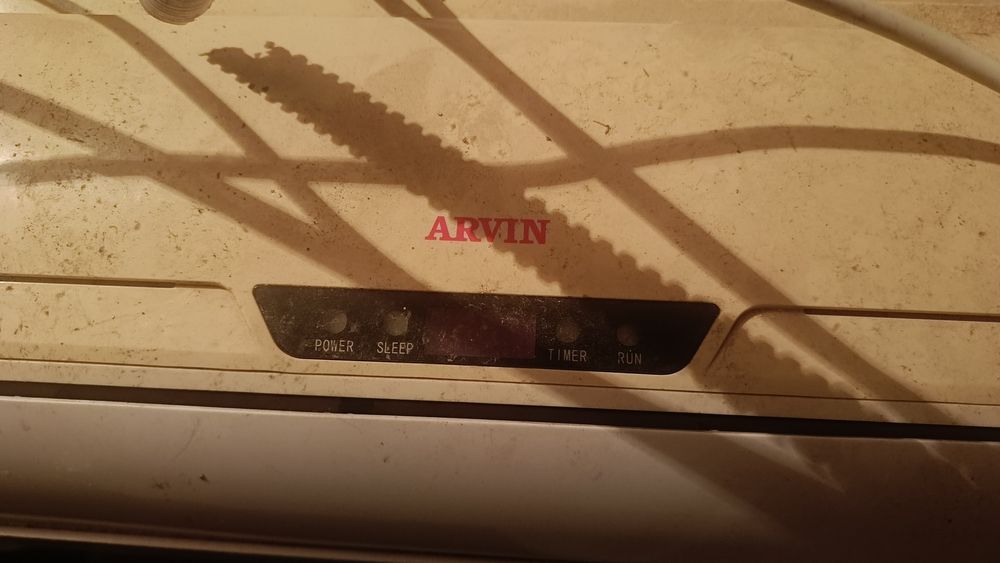 ARVIN
POWER SLEEP TIMER RUN